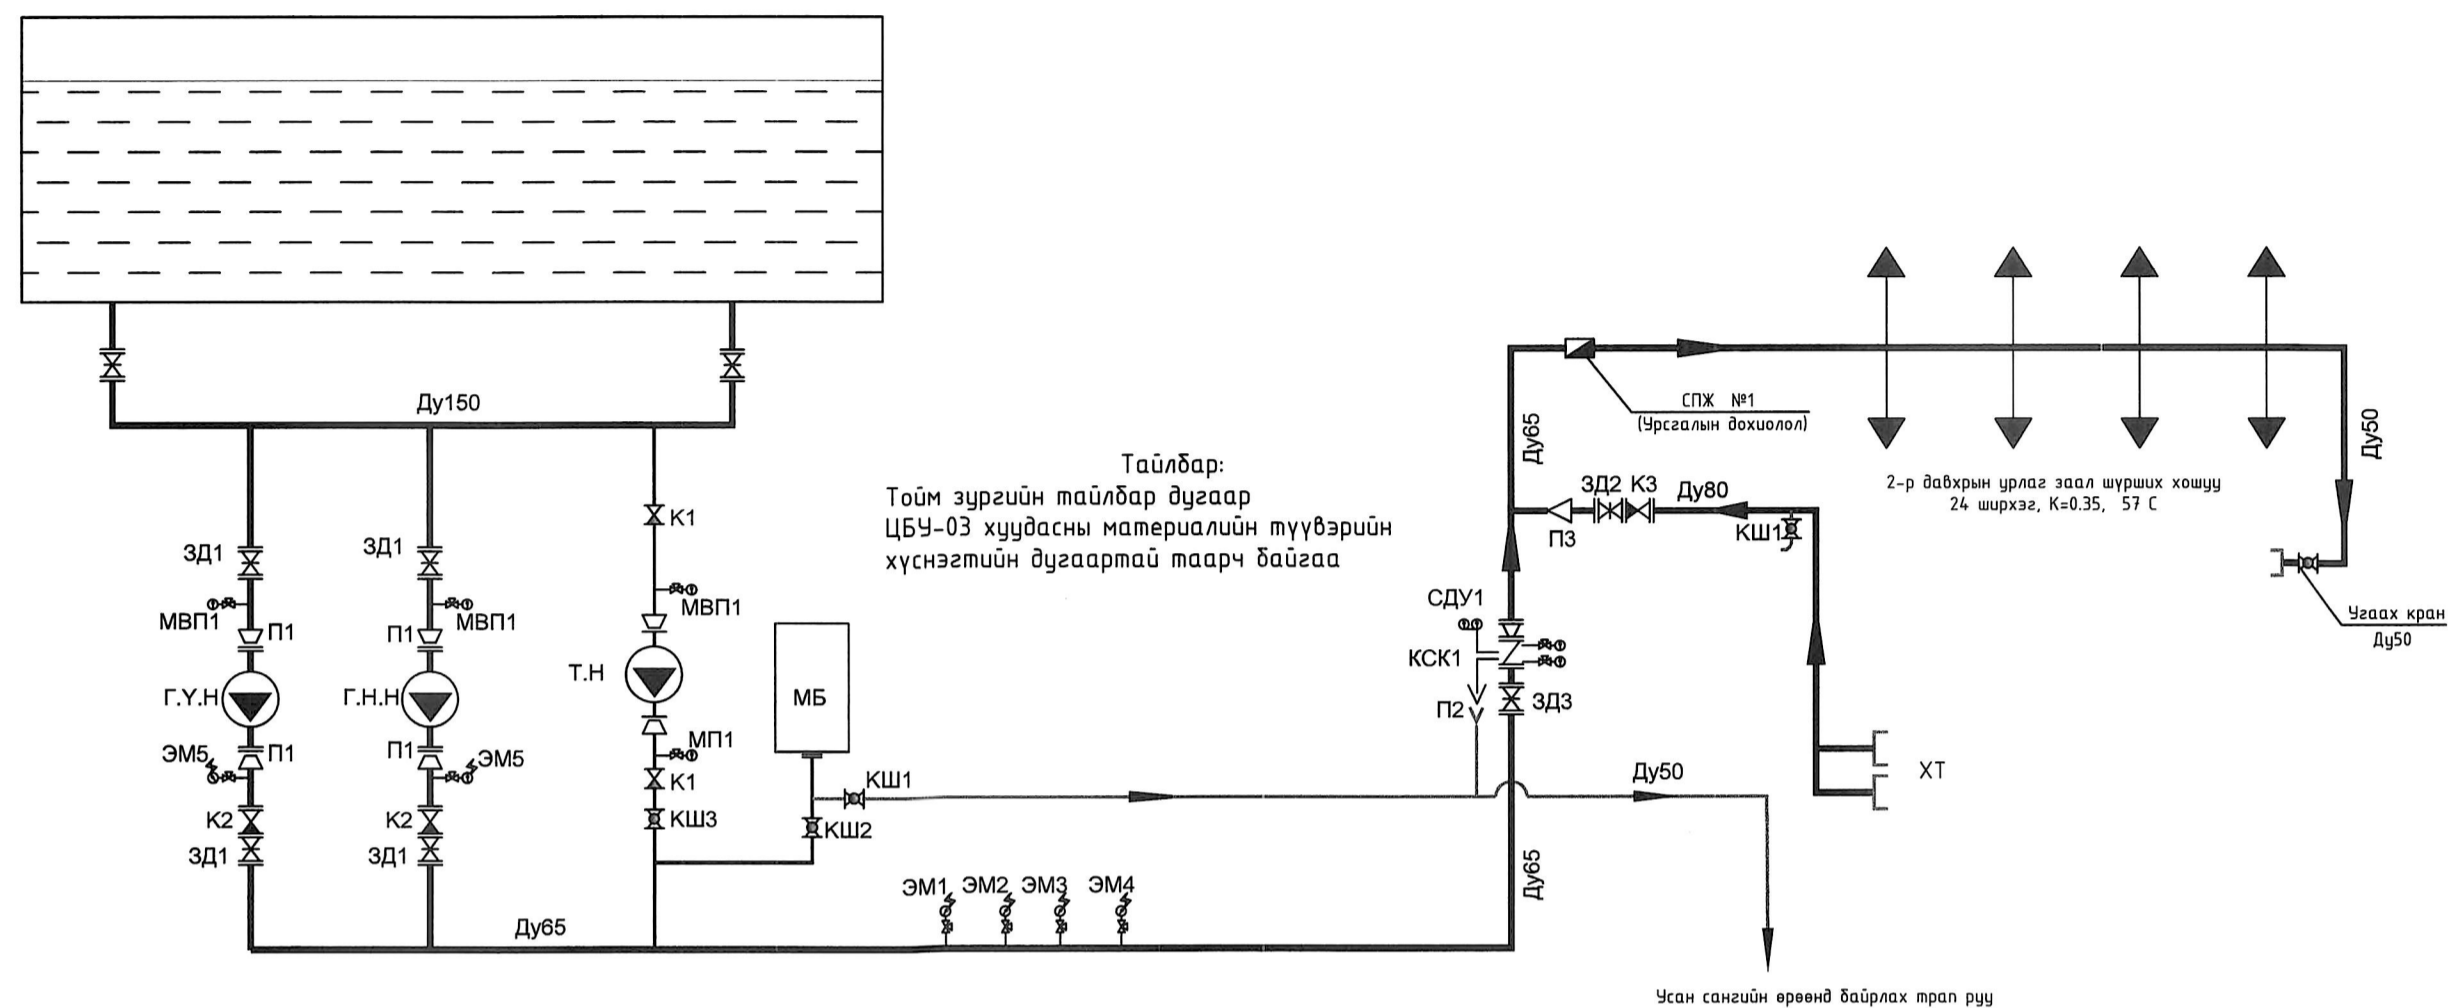 Ду150
Тайлбар:
Тойм зургийн тайлбар дугаар
ЦБУ-03 хуудасны материалийн түүвэрийн
хүснэгтийн дугаартай таарч байгаа
СПЖ №1
(Урсгалын дохиолол)
Ду65
Ду50
2-р давхрын урлаг заал шүрших хошуу
24 ширхэг, К=0.35, 57 С
ЗД2 К3
Ду80
П3
КШ1
Угаах кран
Ду50
К1
ЗД1
ЗД1
МВП1
П1
П1
МВП1
МВП1
Г.Ү.Н
Г.Н.Н
Т.Н
МБ
СДУ1
КСК1
П2
ЗД3
ЭМ5
П1
П1
ЭМ5
МП1
К1
КШ3
КШ1
КШ2
Ду50
ХТ
К2
К2
ЗД1
ЗД1
ЭМ1 ЭМ2 ЭМ3 ЭМ4
Ду65
Ду65
Усан сангийн өрөөнд байрлах трап руу